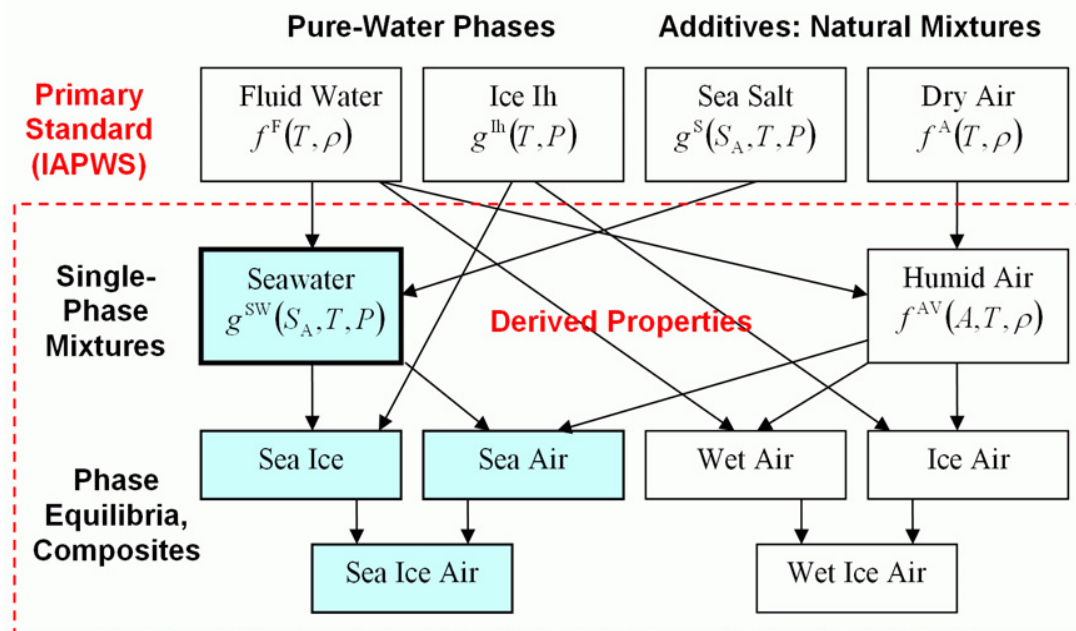 Pure-Water Phases
Additives: Natural Mixtures
Primary
Standard
(IAPWS)
Fluid Water
f^F(T, ρ)
Ice Ih
g^Ih(T, P)
Sea Salt
g^S(S_A, T, P)
Dry Air
f^A(T, ρ)
Single-
Phase
Mixtures
Seawater
g^SW(S_A, T, P)
Derived Properties
Humid Air
f^AV(A, T, ρ)
Phase
Equilibria,
Composites
Sea Ice
Sea Air
Wet Air
Ice Air
Sea Ice Air
Wet Ice Air